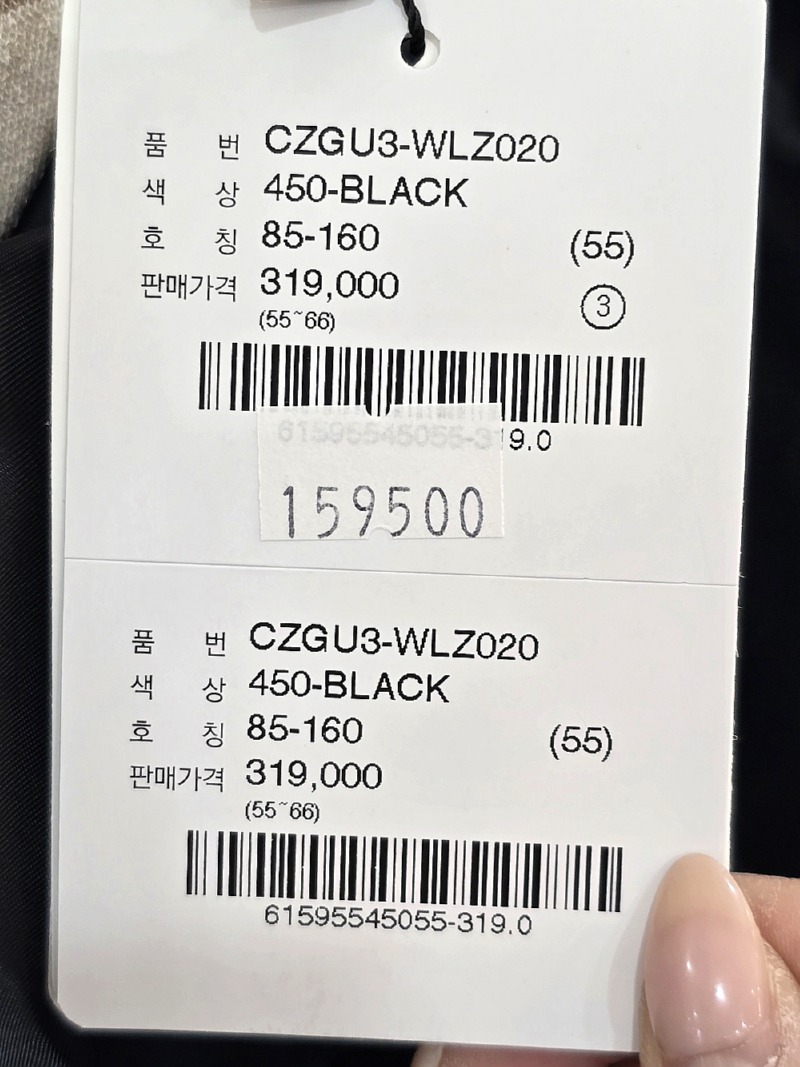 품 번 CZGU3-WLZ020
색 상 450-BLACK
호 칭 85-160 (55)
판매가격 319,000 ③
(55~66)
61595545055-319.0
159500
품 번 CZGU3-WLZ020
색 상 450-BLACK
호 칭 85-160 (55)
판매가격 319,000
(55~66)
61595545055-319.0